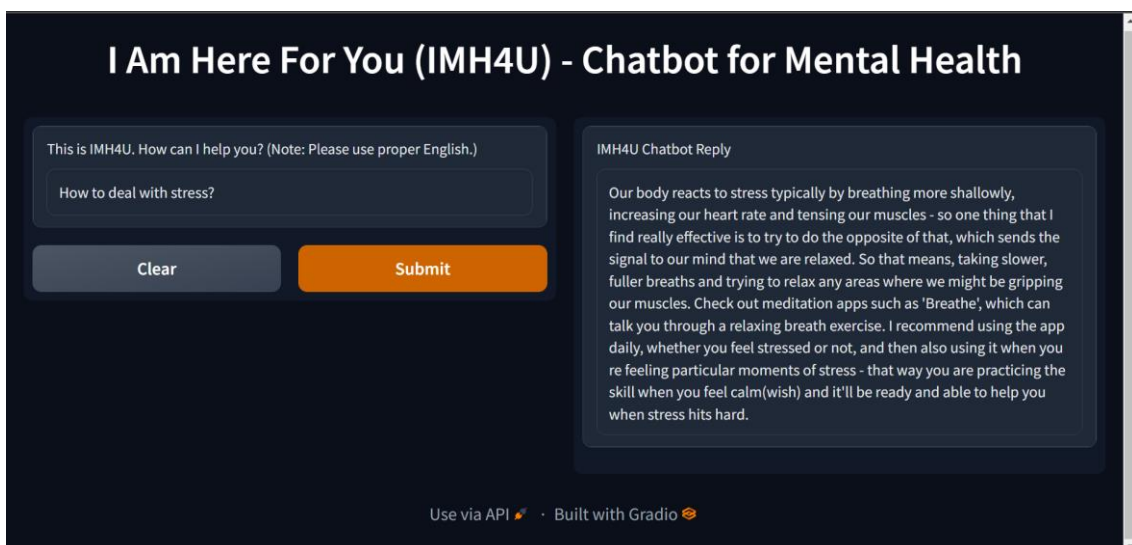 I Am Here For You (IMH4U) - Chatbot for Mental Health
This is IMH4U. How can I help you? (Note: Please use proper English.)
How to deal with stress?
Clear
Submit
IMH4U Chatbot Reply
Our body reacts to stress typically by breathing more shallowly,
increasing our heart rate and tensing our muscles - so one thing that I
find really effective is to try to do the opposite of that, which sends the
signal to our mind that we are relaxed. So that means, taking slower,
fuller breaths and trying to relax any areas where we might be gripping
our muscles. Check out meditation apps such as 'Breathe', which can
talk you through a relaxing breath exercise. I recommend using the app
daily, whether you feel stressed or not, and then also using it when you
re feeling particular moments of stress - that way you are practicing the
skill when you feel calm(wish) and it'll be ready and able to help you
when stress hits hard.
Use via API · Built with Gradio